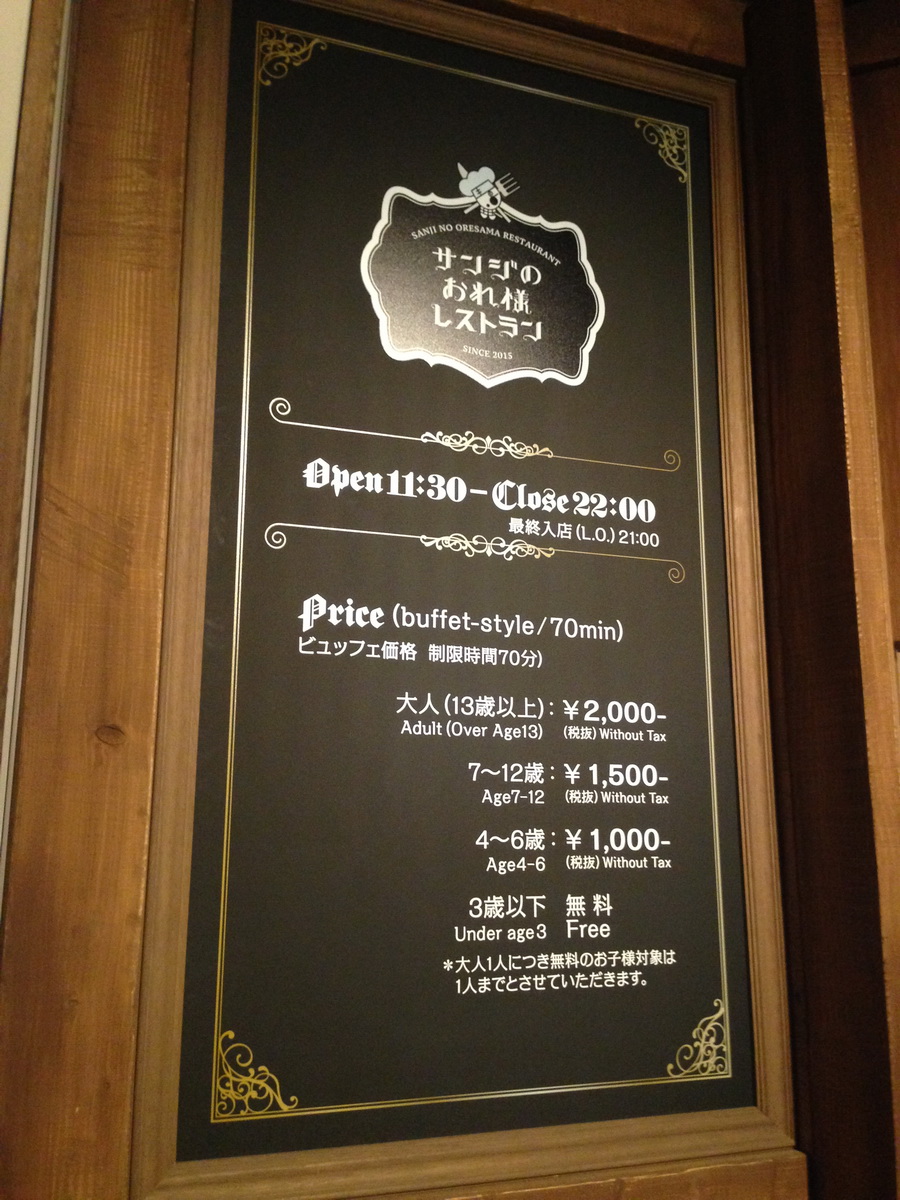 SANJI NO ORESAMA RESTAURANT
サンジの
おれ様
レストラン
SINCE 2015
Open 11:30 – Close 22:00
最終入店 (L.O.) 21:00
Price (buffet-style/70min)
ビュッフェ価格 制限時間70分)
大人 (13歳以上) : ¥2,000-
Adult (Over Age13) (税抜) Without Tax
7～12歳 : ¥1,500-
Age7-12 (税抜) Without Tax
4～6歳 : ¥1,000-
Age4-6 (税抜) Without Tax
3歳以下 無料
Under age3 Free
＊大人1人につき無料のお子様対象は
1人までとさせていただきます。